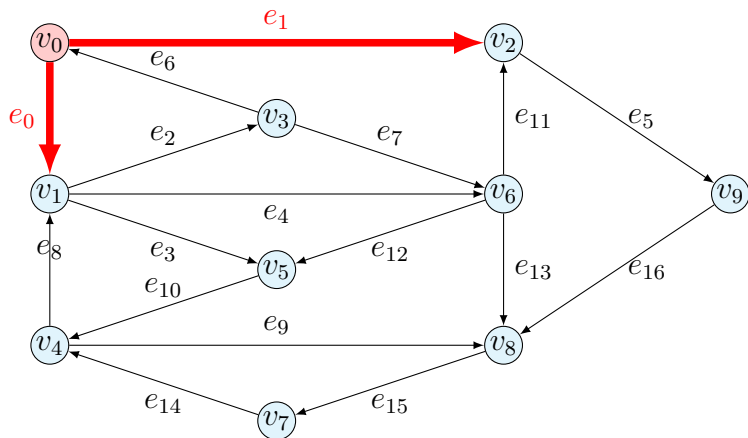 e₁
v₀ v₂
e₆
e₀ v₃
e₂ e₇ e₁₁ e₅
v₁ v₆ v₉
e₄
e₈ e₃ e₁₂ e₁₃ e₁₆
v₅
e₁₀
e₉
v₄ v₈
e₁₄ e₁₅
v₇